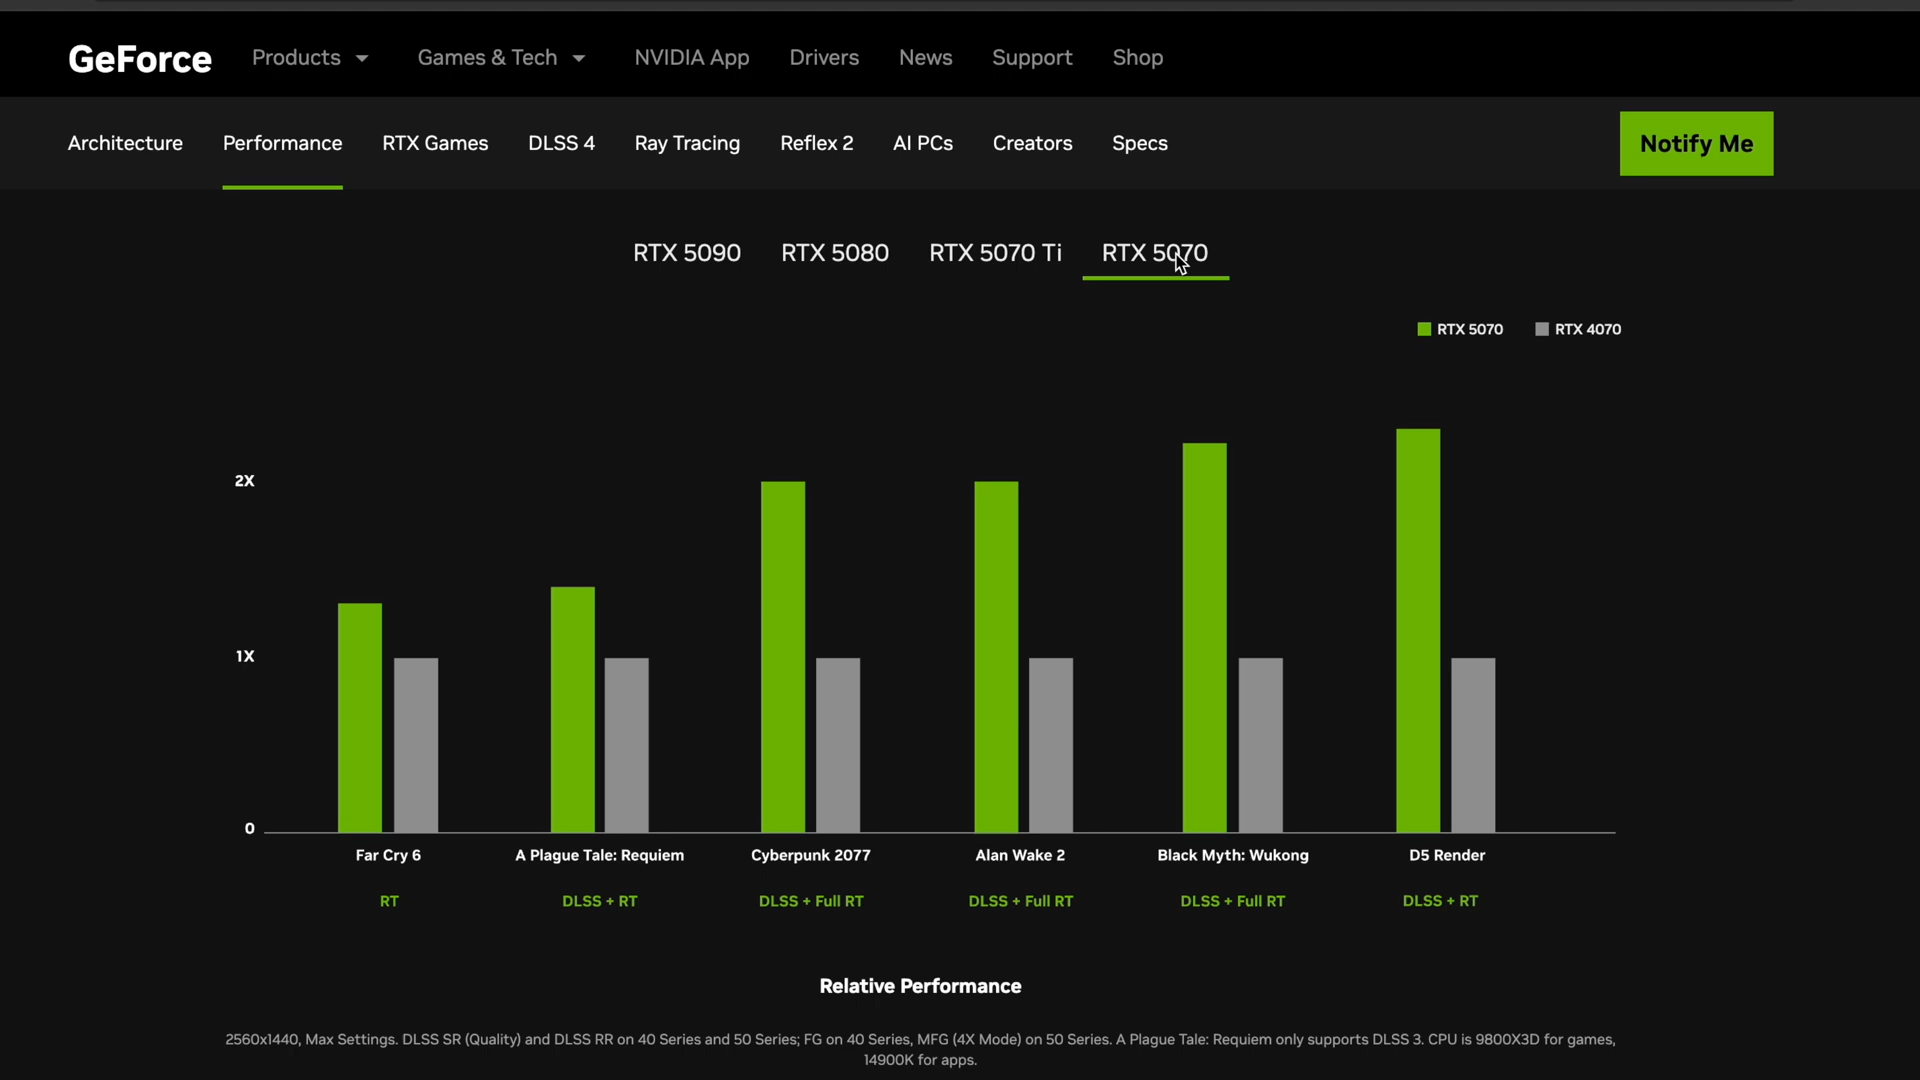 GeForce Products Games & Tech NVIDIA App Drivers News Support Shop
Architecture Performance RTX Games DLSS 4 Ray Tracing Reflex 2 AI PCs Creators Specs Notify Me
RTX 5090 RTX 5080 RTX 5070 Ti RTX 5070
RTX 5070 RTX 4070
2X
1X
0
Far Cry 6 A Plague Tale: Requiem Cyberpunk 2077 Alan Wake 2 Black Myth: Wukong D5 Render
RT DLSS + RT DLSS + Full RT DLSS + Full RT DLSS + Full RT DLSS + RT
Relative Performance
2560x1440, Max Settings. DLSS SR (Quality) and DLSS RR on 40 Series and 50 Series; FG on 40 Series, MFG (4X Mode) on 50 Series. A Plague Tale: Requiem only supports DLSS 3. CPU is 9800X3D for games,
14900K for apps.